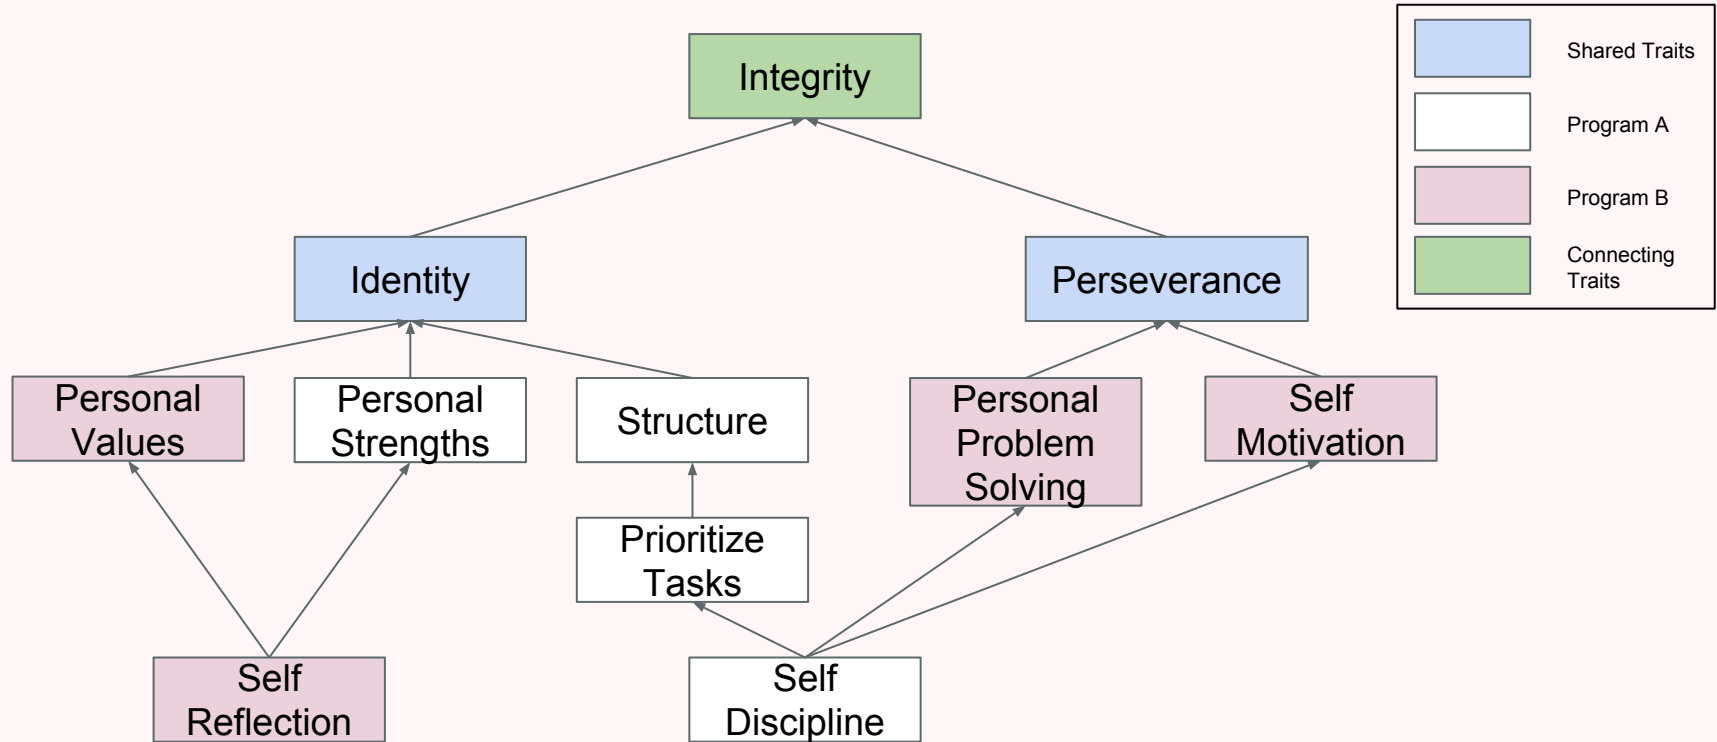 Integrity
Shared Traits
Program A
Program B
Connecting
Traits
Identity
Perseverance
Personal
Values
Personal
Strengths
Structure
Personal
Problem
Solving
Self
Motivation
Prioritize
Tasks
Self
Reflection
Self
Discipline